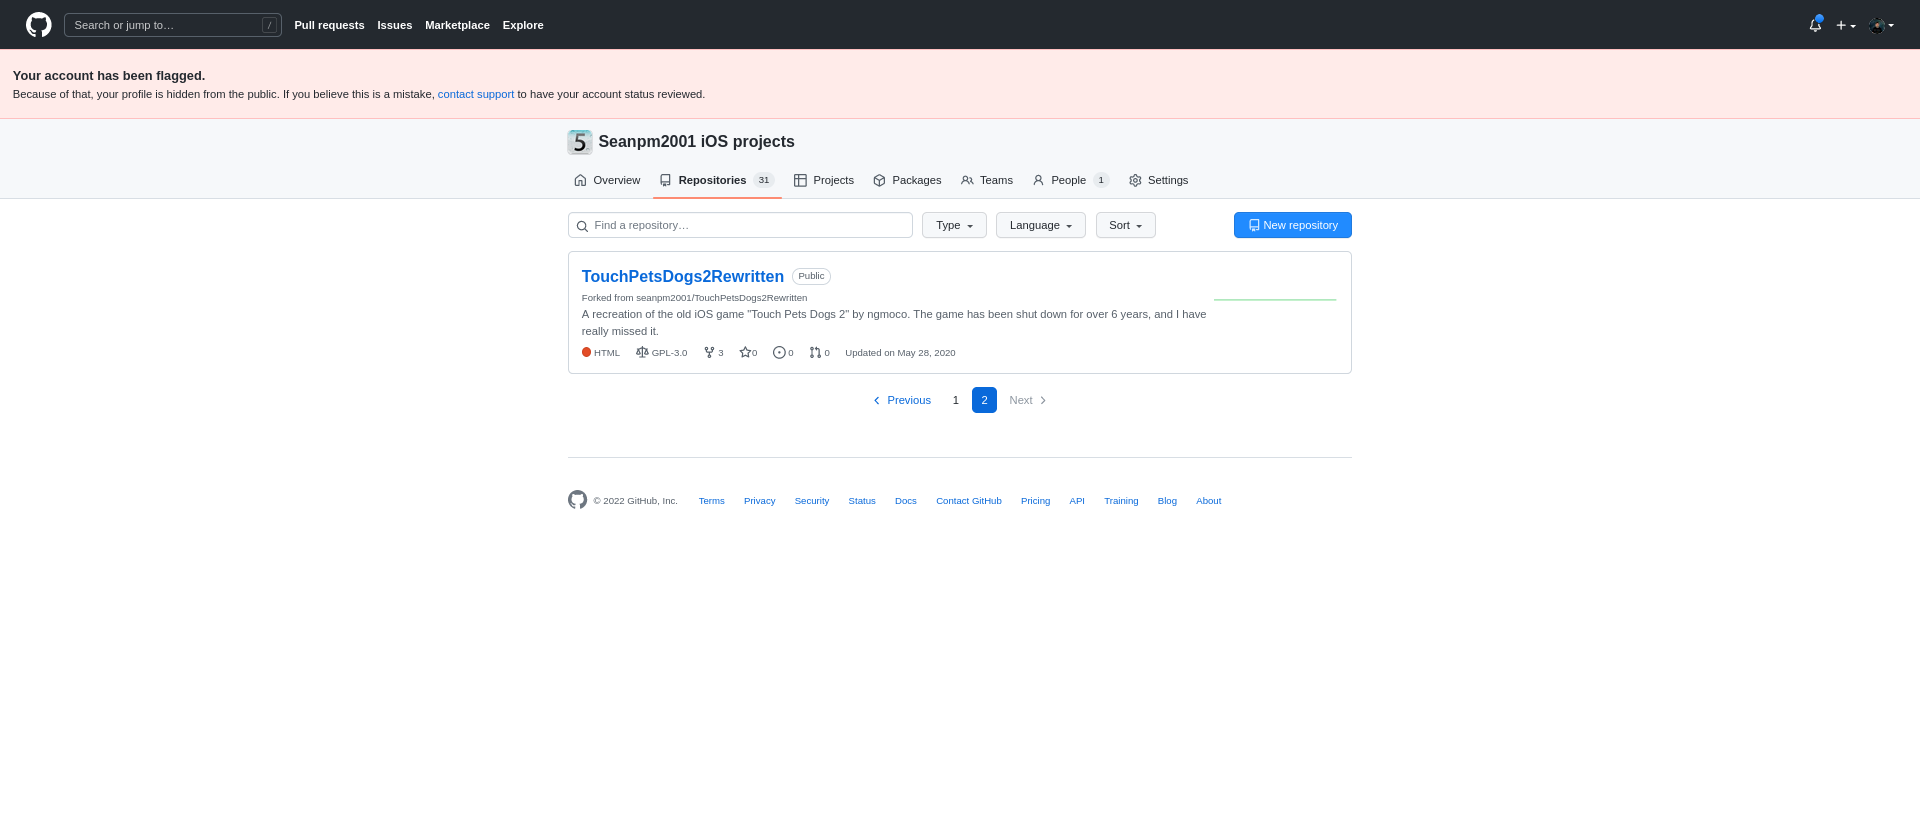 Search or jump to… /
Pull requests Issues Marketplace Explore
Your account has been flagged.
Because of that, your profile is hidden from the public. If you believe this is a mistake, contact support to have your account status reviewed.
5 Seanpm2001 iOS projects
Overview Repositories 31 Projects Packages Teams People 1 Settings
Find a repository… Type Language Sort New repository
TouchPetsDogs2Rewritten Public
Forked from seanpm2001/TouchPetsDogs2Rewritten
A recreation of the old iOS game "Touch Pets Dogs 2" by ngmoco. The game has been shut down for over 6 years, and I have
really missed it.
HTML GPL-3.0 3 0 0 0 Updated on May 28, 2020
Previous 1 2 Next
© 2022 GitHub, Inc. Terms Privacy Security Status Docs Contact GitHub Pricing API Training Blog About